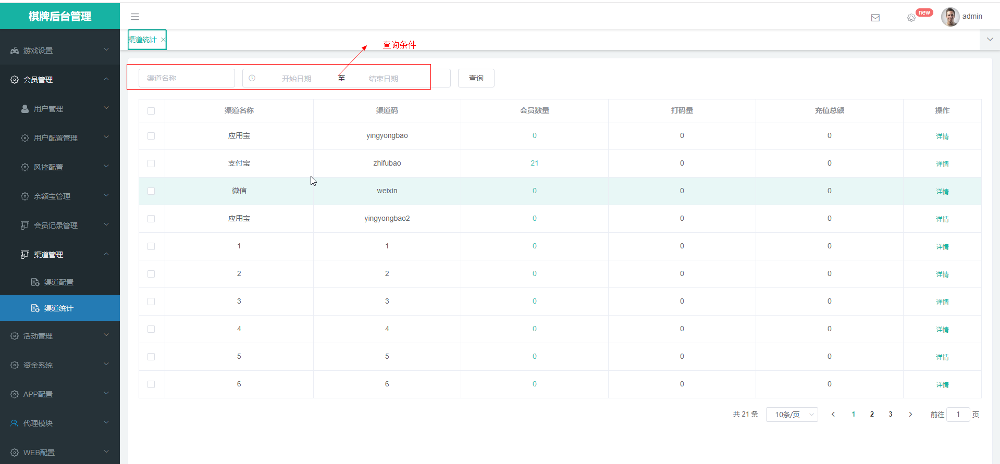 棋牌后台管理
new
admin
渠道统计
查询条件
渠道名称
开始日期 至 结束日期
查询
游戏设置
会员管理
用户管理
用户配置管理
风控配置
余额宝管理
会员记录管理
渠道管理
渠道配置
渠道统计
活动管理
资金系统
APP配置
代理模块
WEB配置
渠道名称 渠道码 会员数量 打码量 充值总额 操作
应用宝 yingyongbao 0 0 0 详情
支付宝 zhifubao 21 0 0 详情
微信 weixin 0 0 0 详情
应用宝 yingyongbao2 0 0 0 详情
1 1 0 0 0 详情
2 2 0 0 0 详情
3 3 0 0 0 详情
4 4 0 0 0 详情
5 5 0 0 0 详情
6 6 0 0 0 详情
共 21 条 10条/页 1 2 3 前往 1 页